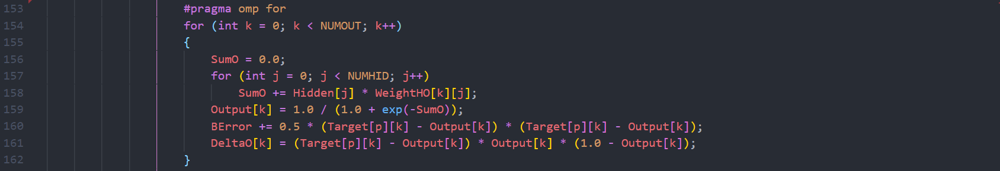 153 #pragma omp for
154 for (int k = 0; k < NUMOUT; k++)
155 {
156 SumO = 0.0;
157 for (int j = 0; j < NUMHID; j++)
158 SumO += Hidden[j] * WeightHO[k][j];
159 Output[k] = 1.0 / (1.0 + exp(-SumO));
160 BError += 0.5 * (Target[p][k] - Output[k]) * (Target[p][k] - Output[k]);
161 DeltaO[k] = (Target[p][k] - Output[k]) * Output[k] * (1.0 - Output[k]);
162 }